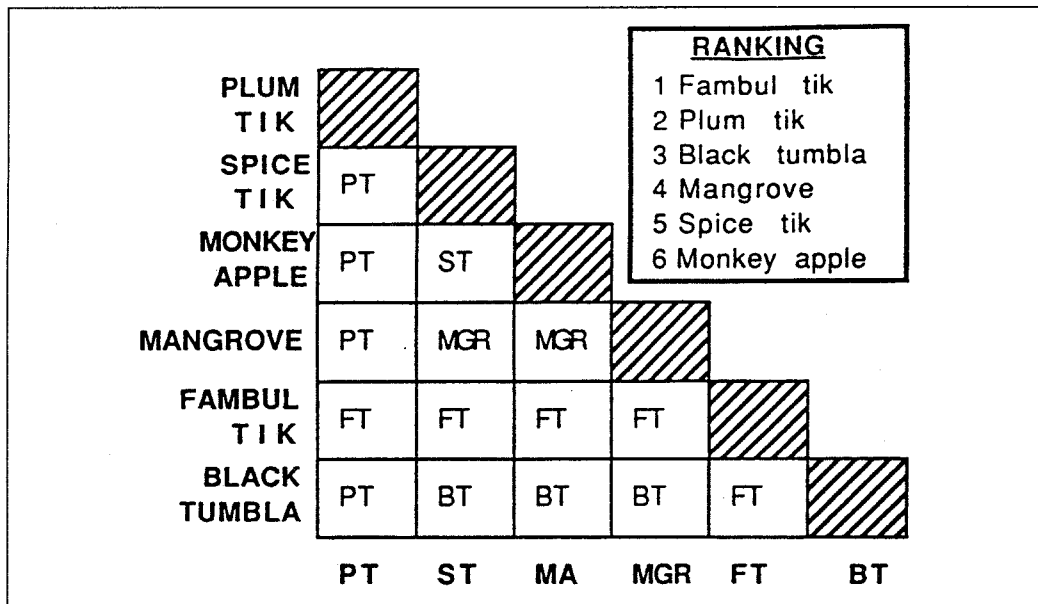 RANKING
1 Fambul tik
2 Plum tik
3 Black tumbla
4 Mangrove
5 Spice tik
6 Monkey apple
PLUM
TIK
SPICE
TIK
PT
MONKEY
APPLE
PT ST
MANGROVE
PT MGR MGR
FAMBUL
TIK
FT FT FT FT
BLACK
TUMBLA
PT BT BT BT FT
PT ST MA MGR FT BT